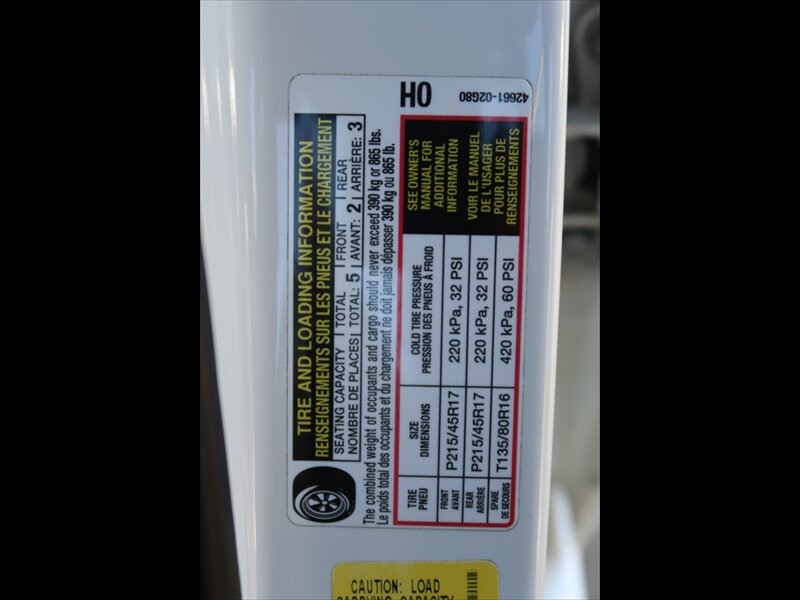 TIRE AND LOADING INFORMATION
RENSEIGNEMENTS SUR LES PNEUS ET LE CHARGEMENT
SEATING CAPACITY | TOTAL | FRONT | REAR
NOMBRE DE PLACES | TOTAL: 5 | AVANT: 2 | ARRIÈRE: 3
The combined weight of occupants and cargo should never exceed 390 kg or 865 lbs.
Le poids total des occupants et du chargement ne doit jamais dépasser 390 kg ou 865 lb.
HO
42661-02G80
TIRE
PNEU
SIZE
DIMENSIONS
COLD TIRE PRESSURE
PRESSION DES PNEUS À FROID
FRONT
AVANT
P215/45R17
220 kPa, 32 PSI
REAR
ARRIÈRE
P215/45R17
220 kPa, 32 PSI
SPARE
DE SECOURS
T135/80R16
420 kPa, 60 PSI
SEE OWNER'S
MANUAL FOR
ADDITIONAL
INFORMATION
VOIR LE MANUEL
DE L'USAGER
POUR PLUS DE
RENSEIGNEMENTS
CAUTION: LOAD
CARRYING CAPACITY